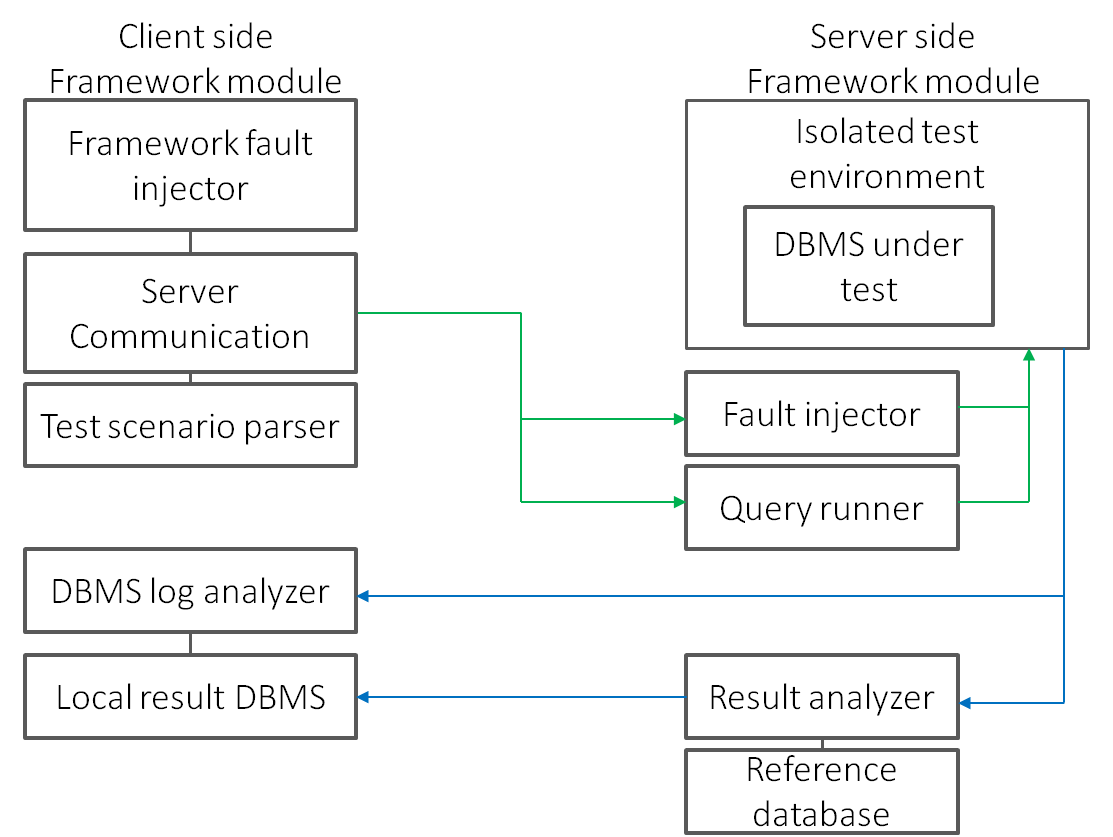 Client side
Framework module
Framework fault
injector
Server
Communication
Test scenario parser
DBMS log analyzer
Local result DBMS
Server side
Framework module
Isolated test
environment
DBMS under
test
Fault injector
Query runner
Result analyzer
Reference
database